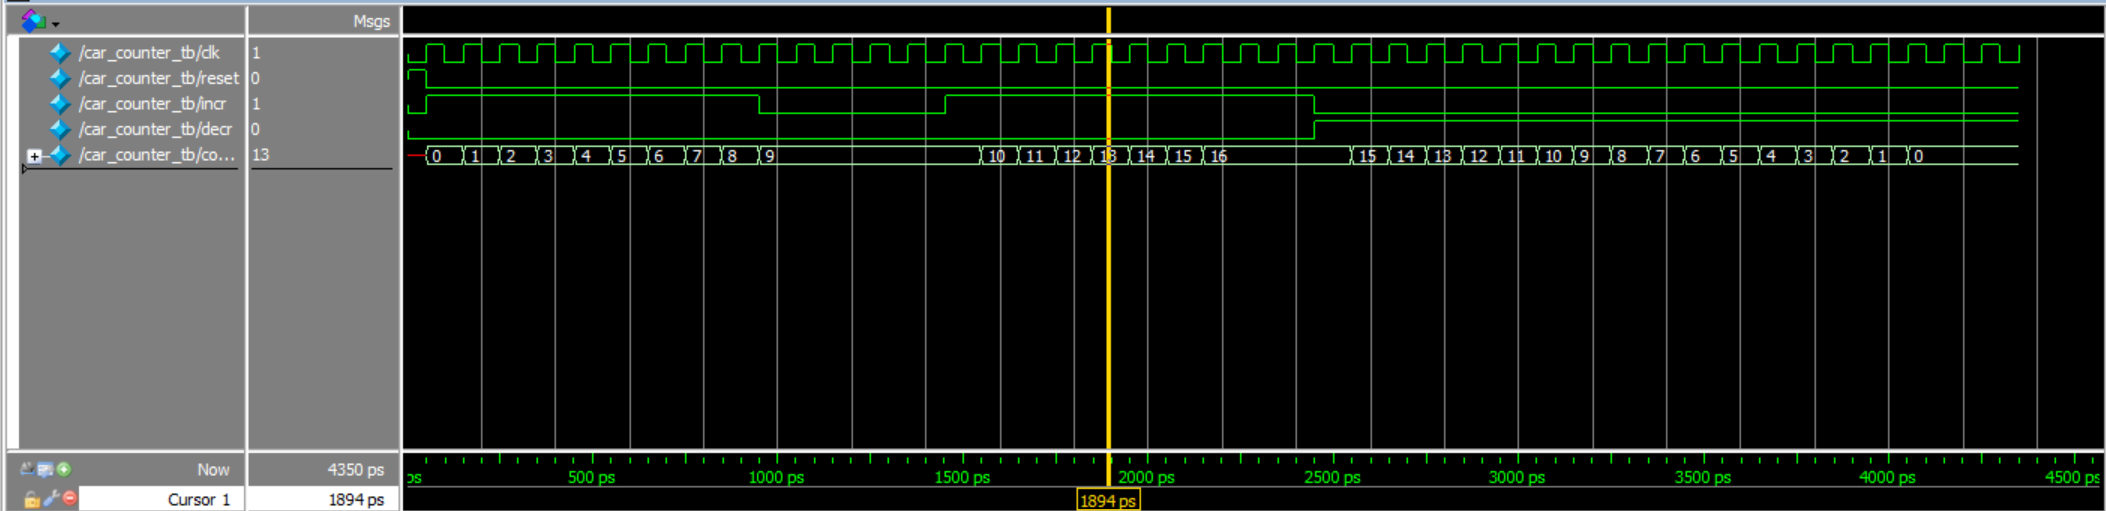 Msgs
/car_counter_tb/clk 1
/car_counter_tb/reset 0
/car_counter_tb/incr 1
/car_counter_tb/decr 0
/car_counter_tb/co... 13 0 1 2 3 4 5 6 7 8 9 10 11 12 13 14 15 16 15 14 13 12 11 10 9 8 7 6 5 4 3 2 1 0
Now 4350 ps ps 500 ps 1000 ps 1500 ps 2000 ps 2500 ps 3000 ps 3500 ps 4000 ps 4500 ps
Cursor 1 1894 ps 1894 ps